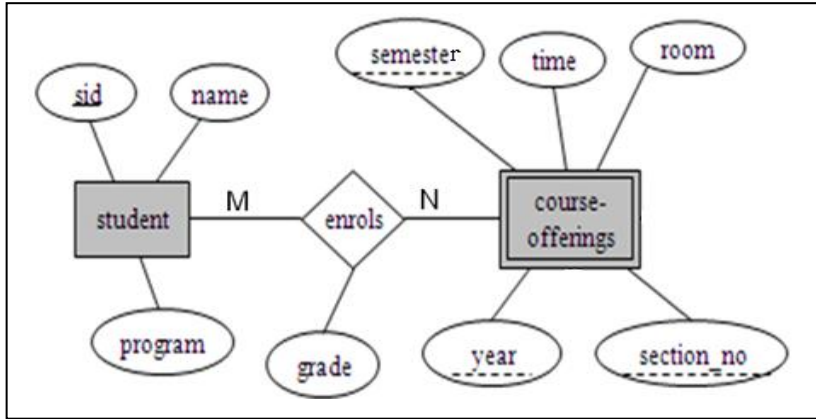 semester
time
room
sid
name
student
M
enrols
N
course-
offerings
program
grade
year
section_no